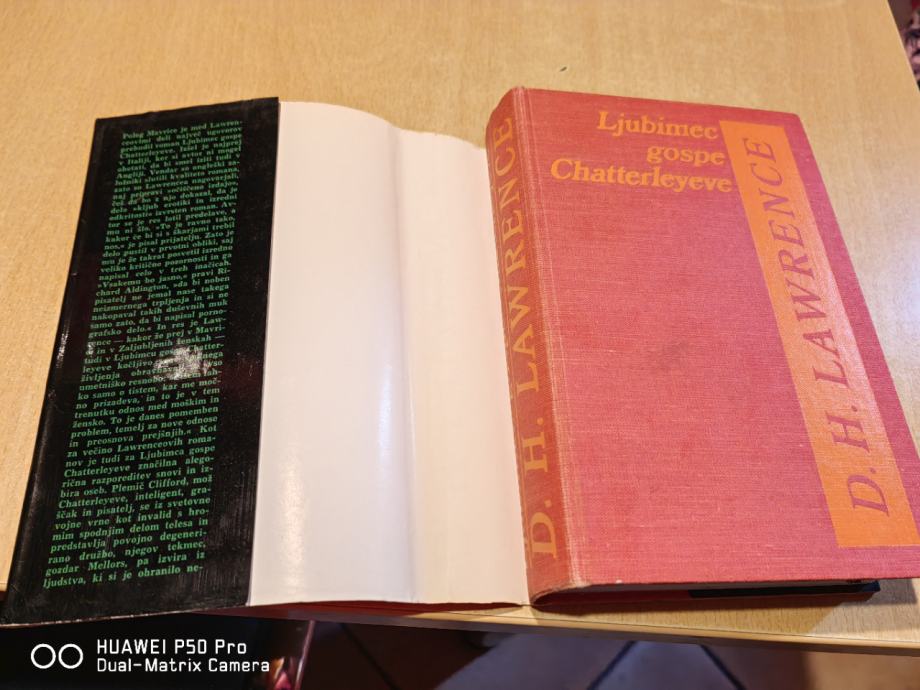 Poleg Mavrice je med Lawren-
ceovimi deli največ ugovorov
prebudil roman Ljubimec gospe
Chatterleyeve. Izšel je najprej
v Italiji, ker si avtor ni mogel
obetati, da bi smel iziti tudi v
Angliji. Vendar so angleški za-
ložniki slutili kvaliteto romana,
zato so Lawrencea nagovarjali,
naj pripravi »očiščeno izdajo«,
češ da bo z njo dokazal, da je
delo »kljub erotiki in izredni
odkritosti« izvrsten roman. Av-
tor se je res lotil predelave, a
mu ni šlo. »To je ravno tako,
kakor če bi si s škarjami trebil
nos,« je pisal prijatelju. Zato je
delo pustil v prvotni obliki, saj
mu je že takrat posvetil izredno
veliko kritične pozornosti in ga
napisal celo v treh inačicah.
»Vsakemu bo jasno,« pravi Ri-
chard Aldington, »da bi noben
pisatelj ne jemal nase takega
neizmernega trpljenja in si ne
nakopaval takih duševnih muk
samo zato, da bi napisal porno-
grafsko delo.« In res je Law-
rence — kakor že prej v Mavri-
ci in v Zaljubljenih ženskah —
tudi v Ljubimcu gospe Chatter-
leyeve kočljivo
življenja
umetniško resnobo.
ko samo o tistem, kar me moč-
no prizadeva, in to je v tem
trenutku odnos med moškim in
žensko. To je danes pomemben
problem, temelj za nove odnose
in preosnova prejšnjih.« Kot
za večino Lawrenceovih roma-
nov je tudi za Ljubimca gospe
Chatterleyeve značilna alego-
rična razporeditev snovi in iz-
bira oseb. Plemič Clifford, mož
Chatterleyeve, inteligent, gra-
ščak in pisatelj, se iz svetovne
vojne vrne kot invalid s hro-
mim spodnjim delom telesa in
predstavlja povojno degeneri-
rano družbo, njegov tekmec,
gozdar Mellors, pa izvira iz
ljudstva, ki si je ohranilo ne-
D. H. LAWRENCE
Ljubimec
gospe
Chatterleyeve
D. H. LAWRENCE
HUAWEI P50 Pro
Dual-Matrix Camera